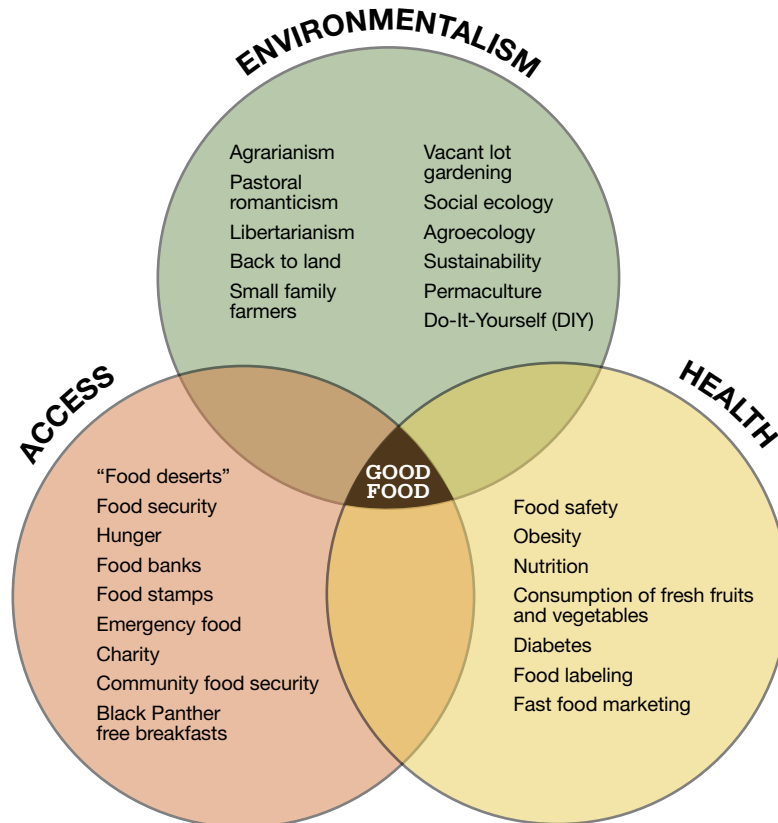 ENVIRONMENTALISM
Agrarianism
Pastoral
romanticism
Libertarianism
Back to land
Small family
farmers
Vacant lot
gardening
Social ecology
Agroecology
Sustainability
Permaculture
Do-It-Yourself (DIY)
ACCESS
“Food deserts”
Food security
Hunger
Food banks
Food stamps
Emergency food
Charity
Community food security
Black Panther
free breakfasts
GOOD
FOOD
HEALTH
Food safety
Obesity
Nutrition
Consumption of fresh fruits
and vegetables
Diabetes
Food labeling
Fast food marketing